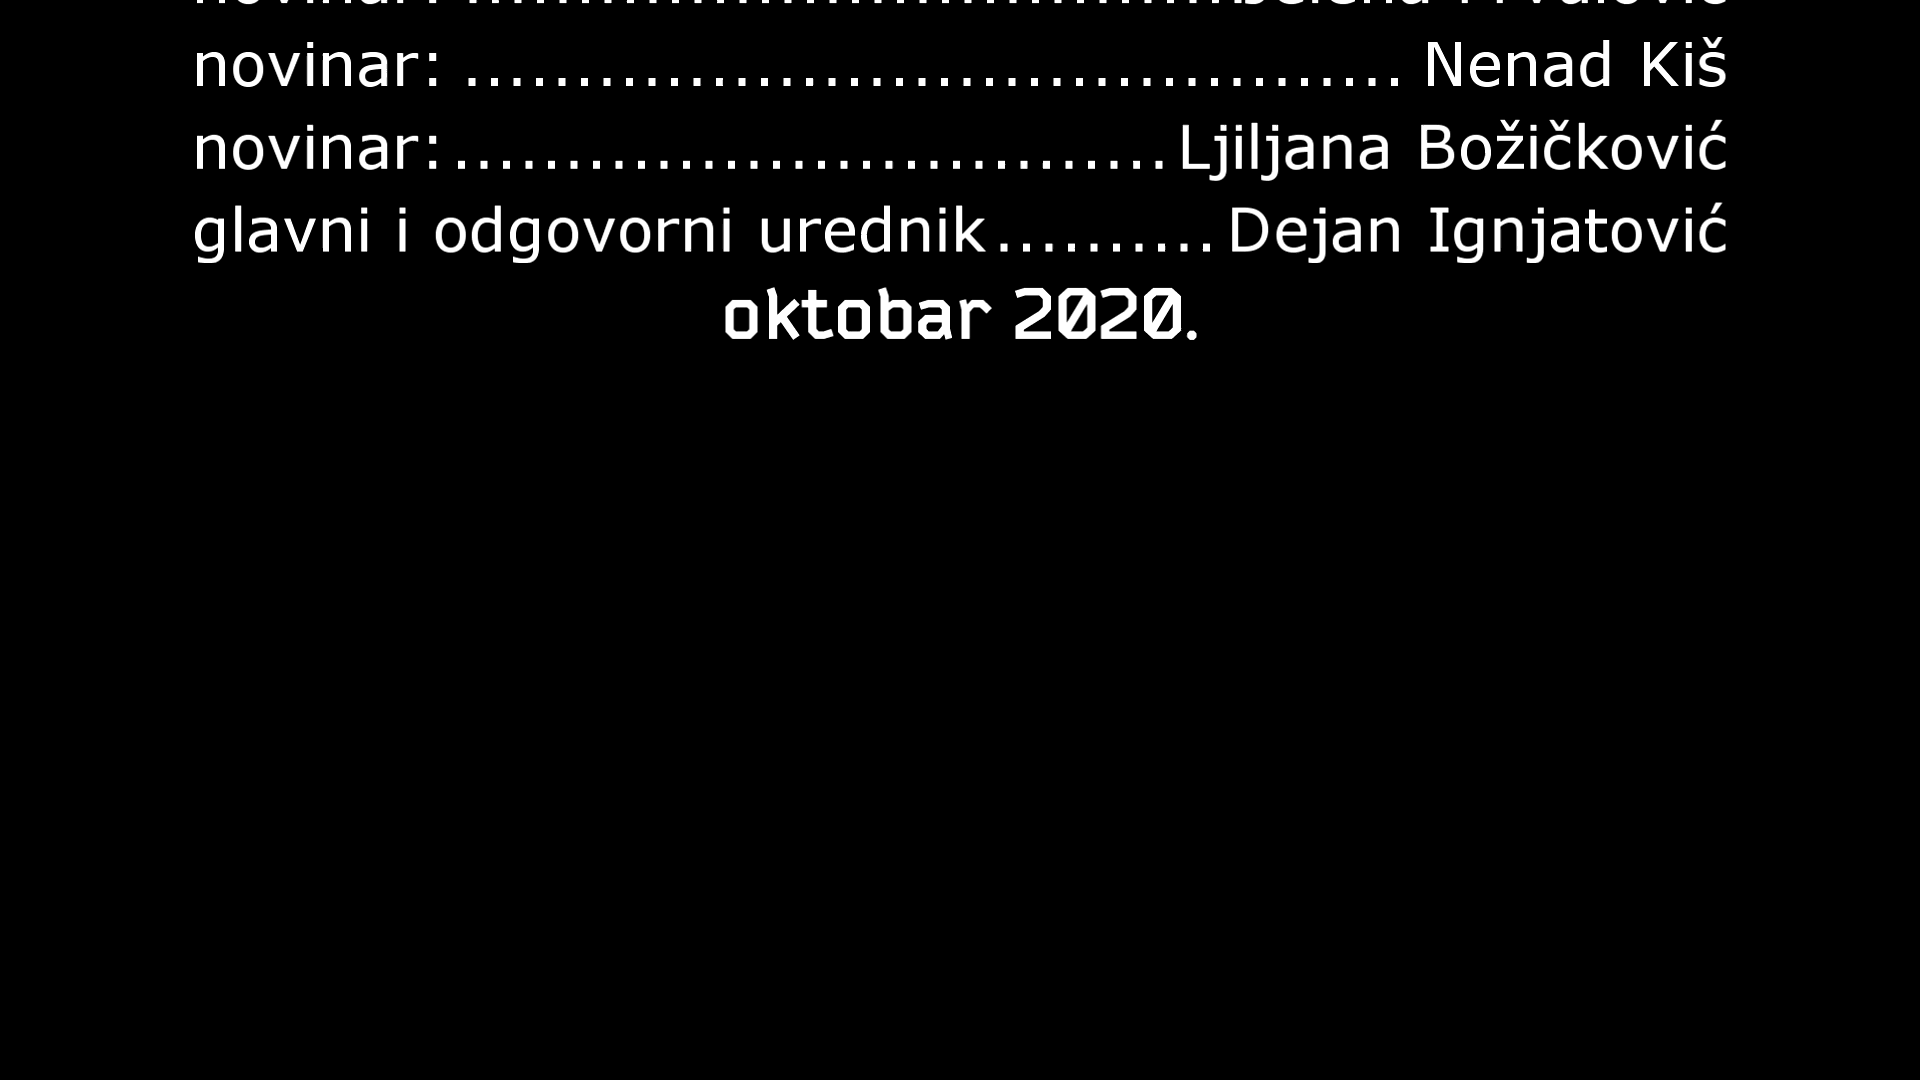 novinar: .......................................... Nenad Kiš
novinar:................................Ljiljana Božičković
glavni i odgovorni urednik..........Dejan Ignjatović
oktobar 2020.